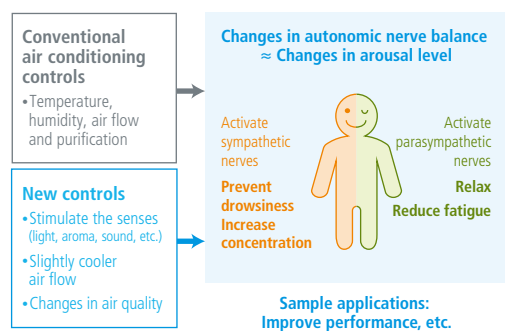 Conventional
air conditioning
controls
•Temperature,
humidity, air flow
and purification
New controls
•Stimulate the senses
(light, aroma, sound, etc.)
•Slightly cooler
air flow
•Changes in air quality
Changes in autonomic nerve balance
≈ Changes in arousal level
Activate
sympathetic
nerves
Prevent
drowsiness
Increase
concentration
Activate
parasympathetic
nerves
Relax
Reduce fatigue
Sample applications:
Improve performance, etc.